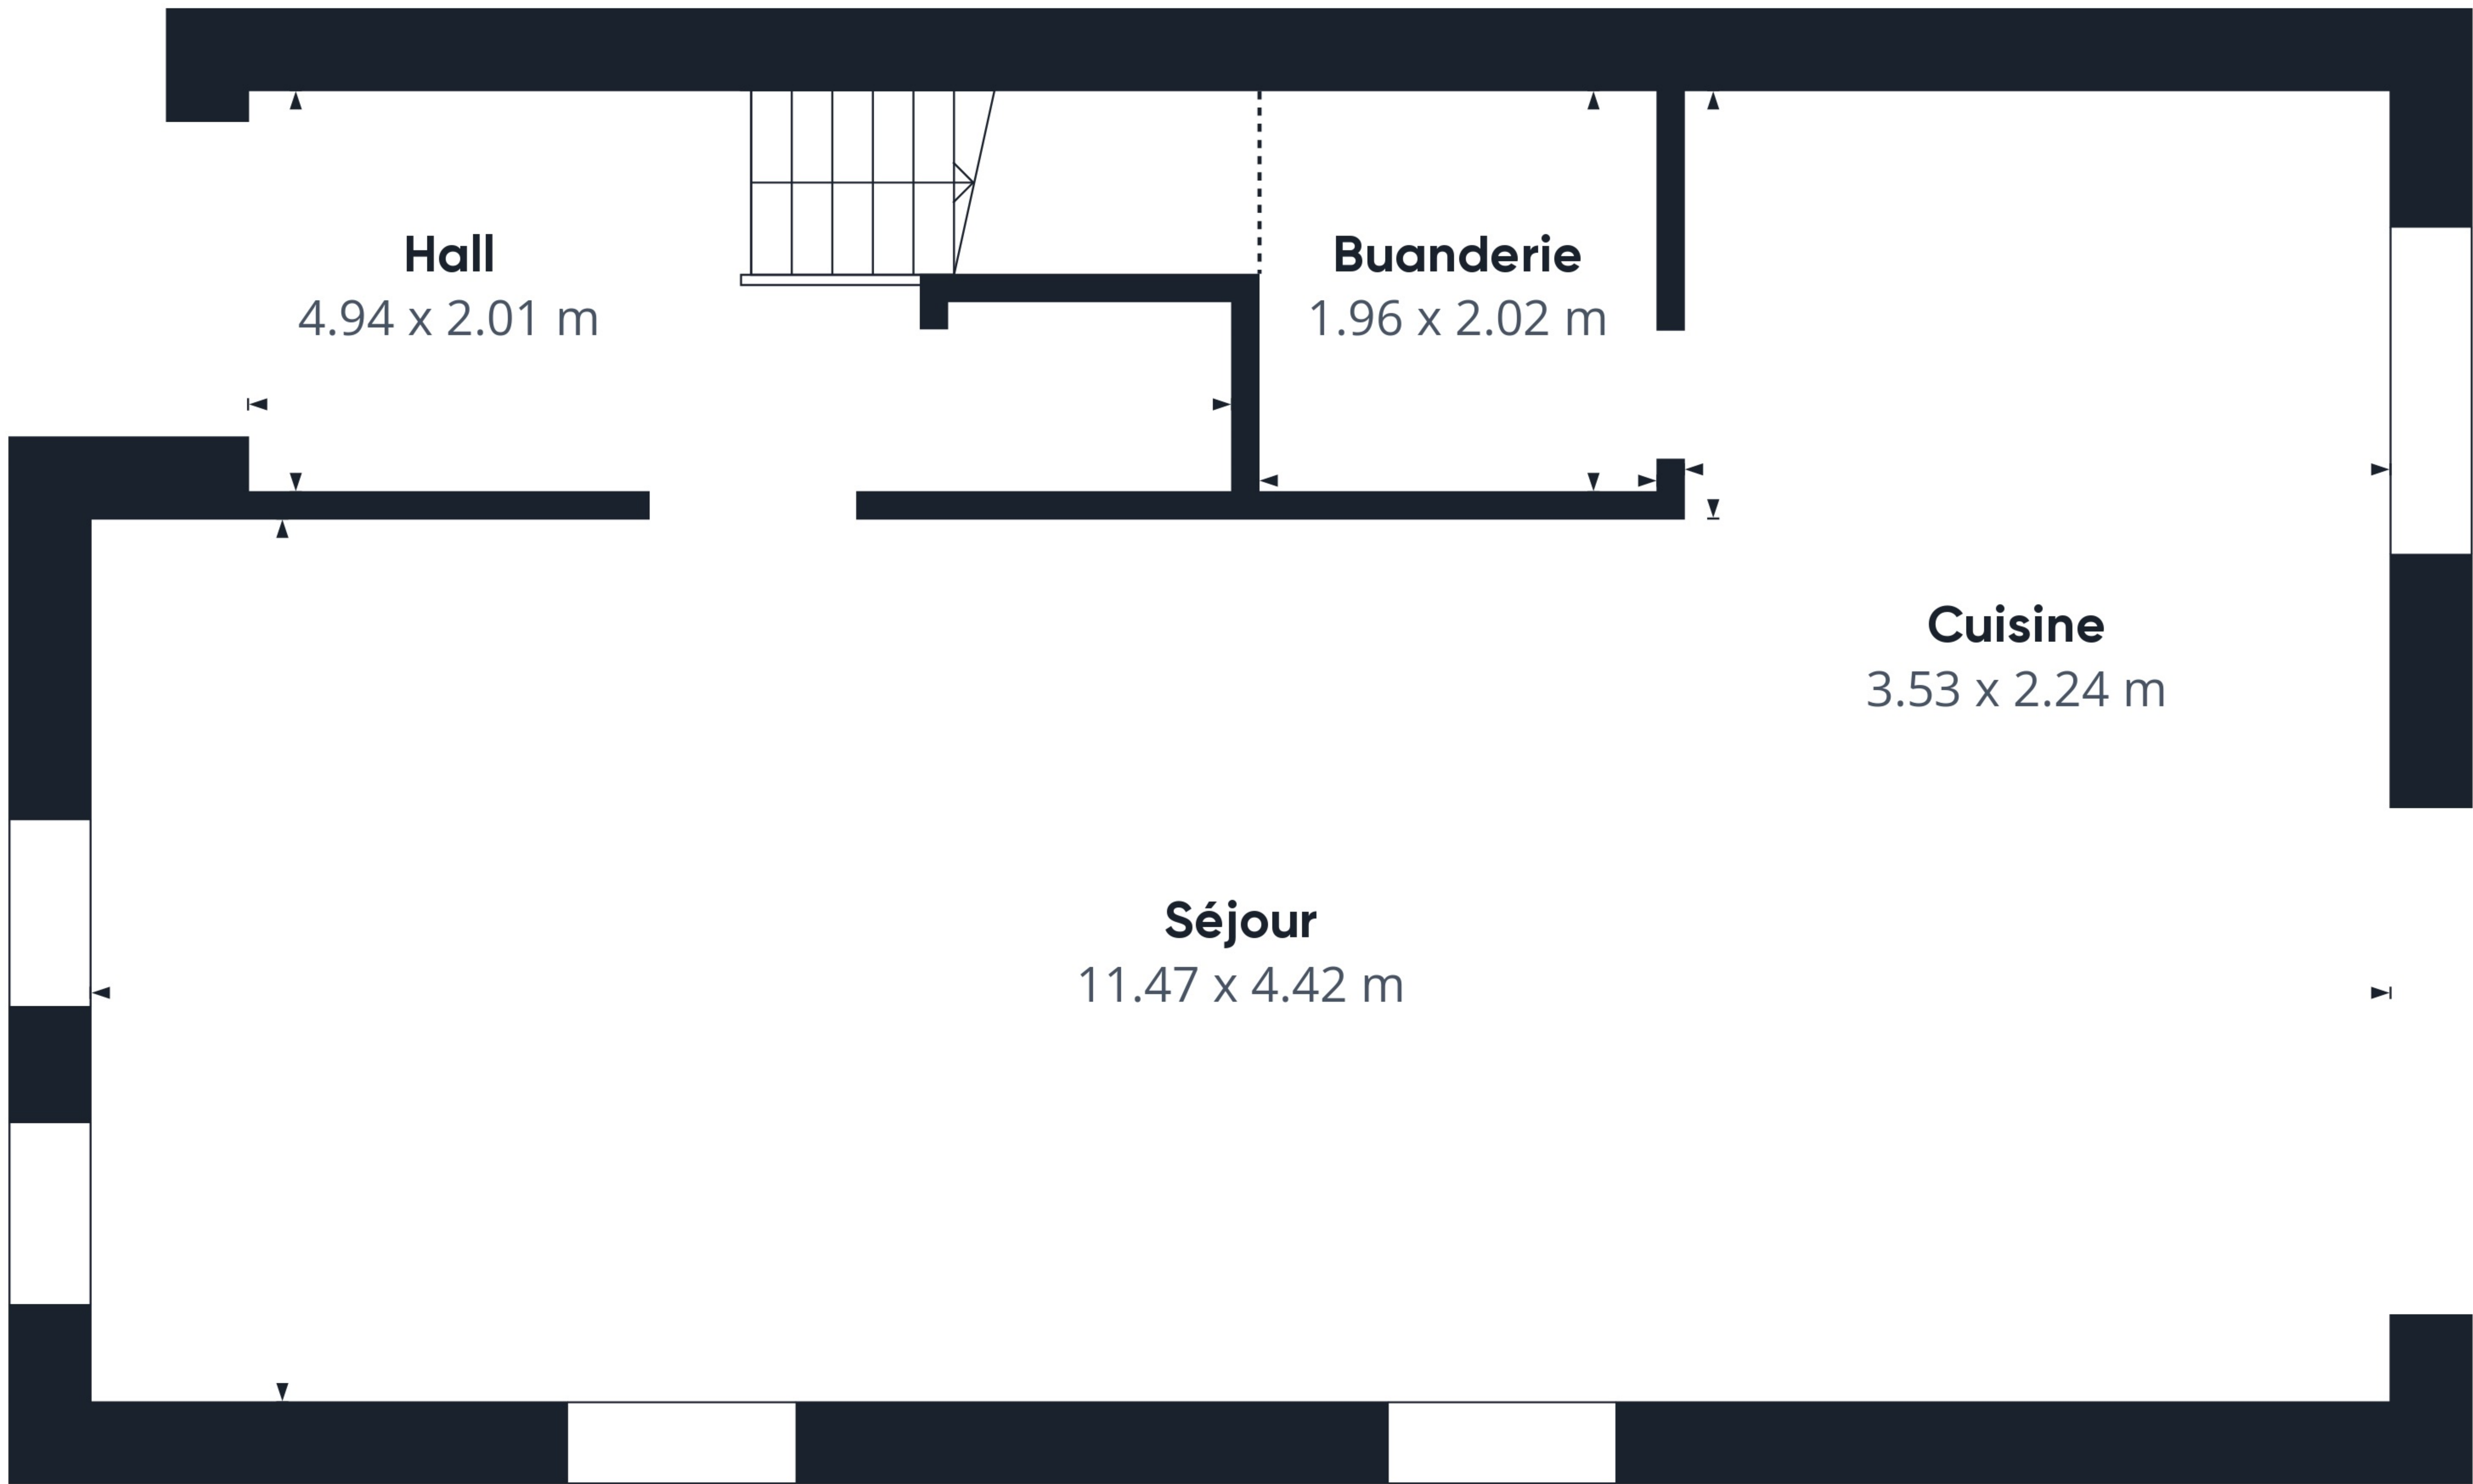 Hall
4.94 x 2.01 m
Buanderie
1.96 x 2.02 m
Cuisine
3.53 x 2.24 m
Séjour
11.47 x 4.42 m